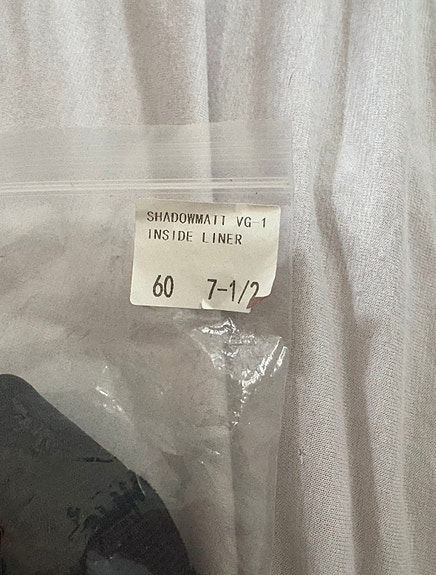 SHADOWMATT VG-1
INSIDE LINER
60 7-1/2